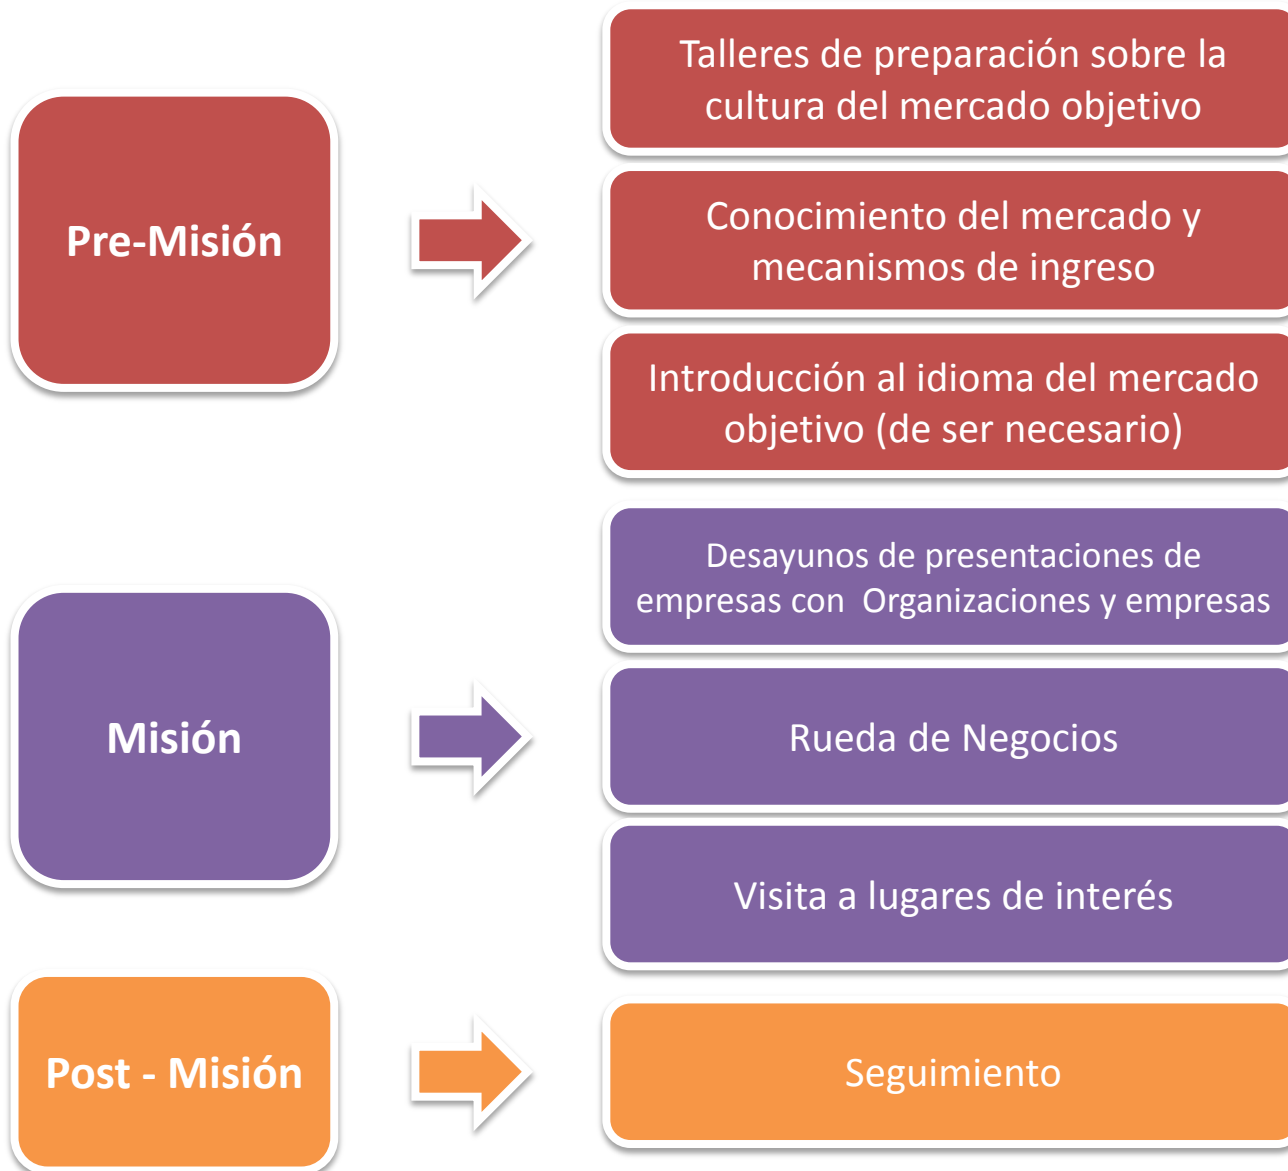 Pre-Misión
Talleres de preparación sobre la
cultura del mercado objetivo
Conocimiento del mercado y
mecanismos de ingreso
Introducción al idioma del mercado
objetivo (de ser necesario)
Misión
Desayunos de presentaciones de
empresas con  Organizaciones y empresas
Rueda de Negocios
Visita a lugares de interés
Post - Misión
Seguimiento